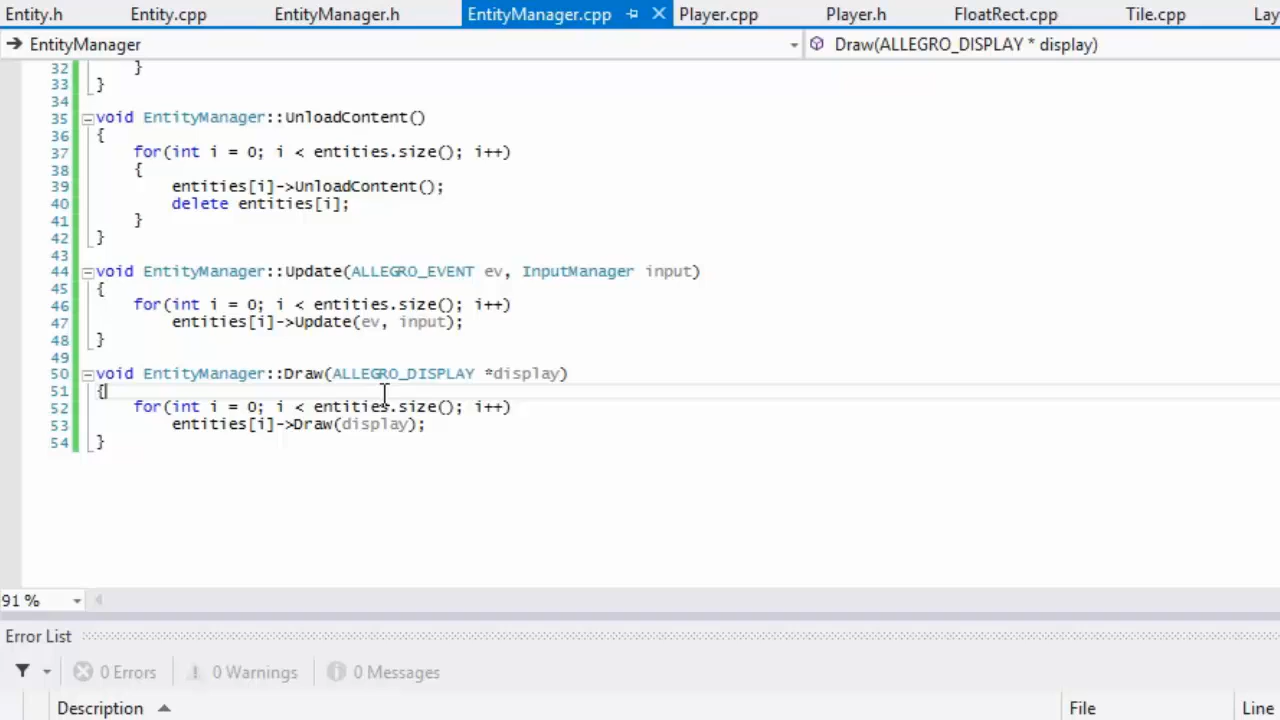 Entity.h Entity.cpp EntityManager.h EntityManager.cpp Player.cpp Player.h FloatRect.cpp Tile.cpp Lay
EntityManager Draw(ALLEGRO_DISPLAY * display)
32 }
33 }
34
35 void EntityManager::UnloadContent()
36 {
37 for(int i = 0; i < entities.size(); i++)
38 {
39 entities[i]->UnloadContent();
40 delete entities[i];
41 }
42 }
43
44 void EntityManager::Update(ALLEGRO_EVENT ev, InputManager input)
45 {
46 for(int i = 0; i < entities.size(); i++)
47 entities[i]->Update(ev, input);
48 }
49
50 void EntityManager::Draw(ALLEGRO_DISPLAY *display)
51 {
52 for(int i = 0; i < entities.size(); i++)
53 entities[i]->Draw(display);
54 }
91 %
Error List
0 Errors 0 Warnings 0 Messages
Description File Line